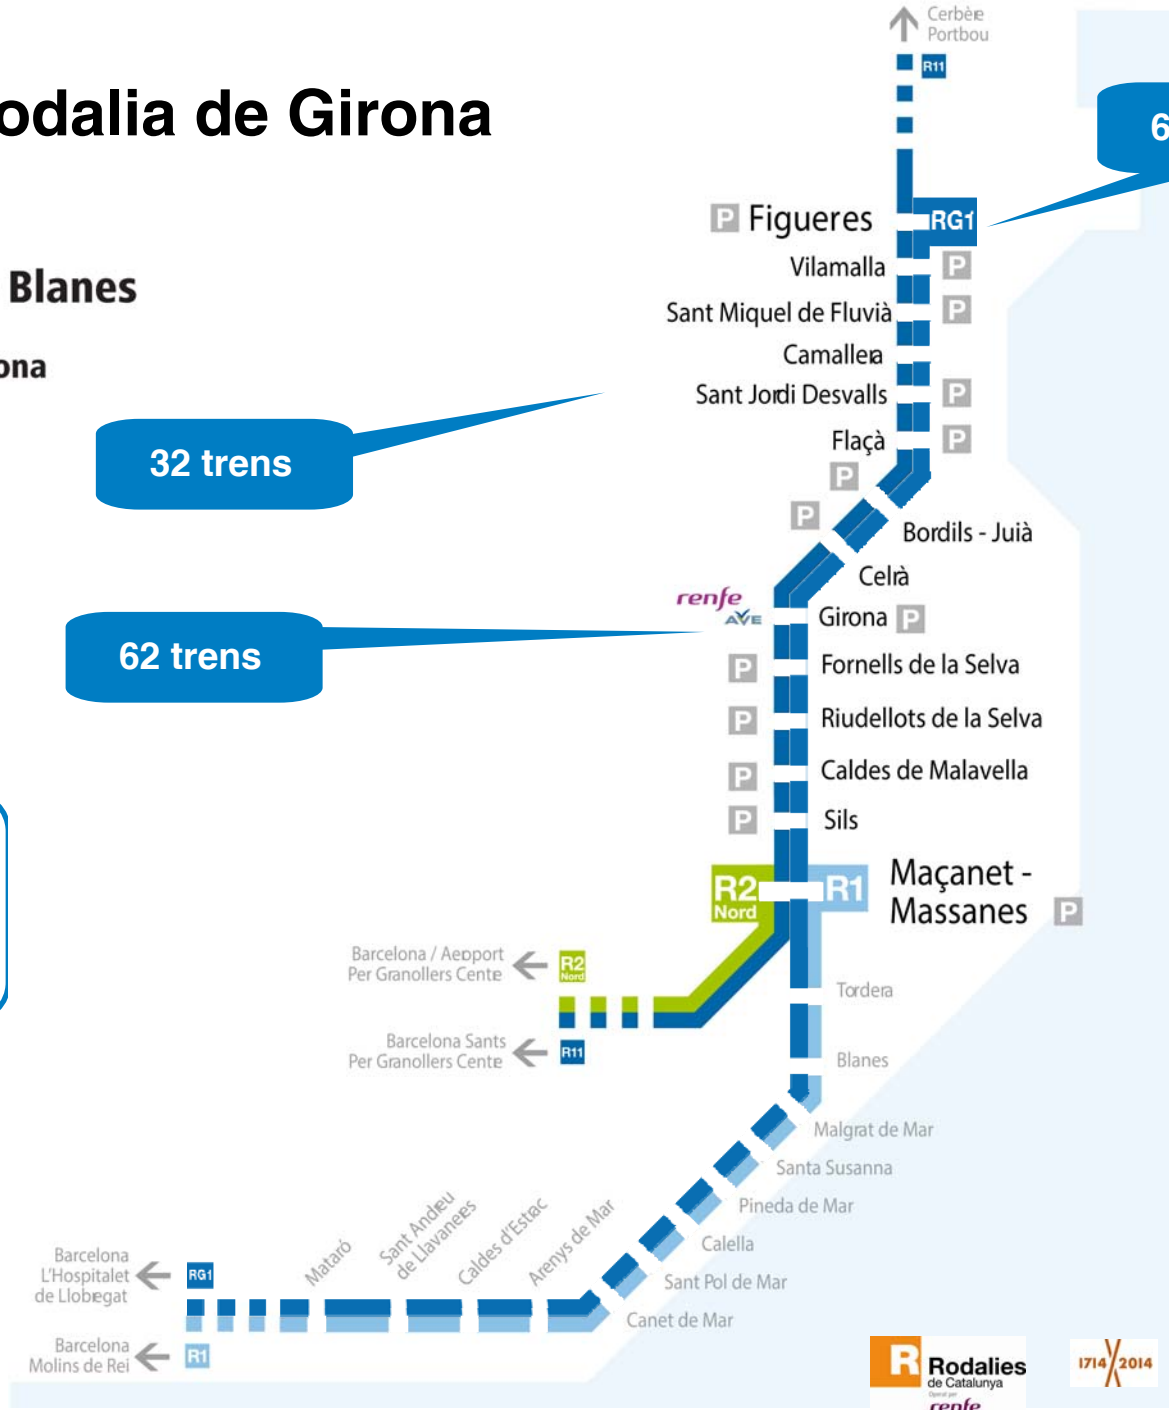 Cerbère
Portbou
R11
odalia de Girona
6
P Figueres
RG1
Vilamalla
P
Blanes
Sant Miquel de Fluvià
P
Camallera
ona
Sant Jordi Desvalls
P
32 trens
Flaçà
P
P
P
Bordils - Juià
Celrà
renfe
AVE
Girona P
62 trens
P
Fornells de la Selva
P
Riudellots de la Selva
P
Caldes de Malavella
P
Sils
R2
Nord
R1
Maçanet -
Massanes P
Barcelona / Aeroport
Per Granollers Centre
R2
Nord
Tordera
Barcelona Sants
Per Granollers Centre
R11
Blanes
Malgrat de Mar
Santa Susanna
Pineda de Mar
Calella
Sant Pol de Mar
Canet de Mar
Arenys de Mar
Caldes d'Estrac
Sant Andreu
de Llavaneres
Mataró
Barcelona
L'Hospitalet
de Llobregat
RG1
Barcelona
Molins de Rei
R1
R Rodalies
de Catalunya
Operat per
renfe
1714 2014